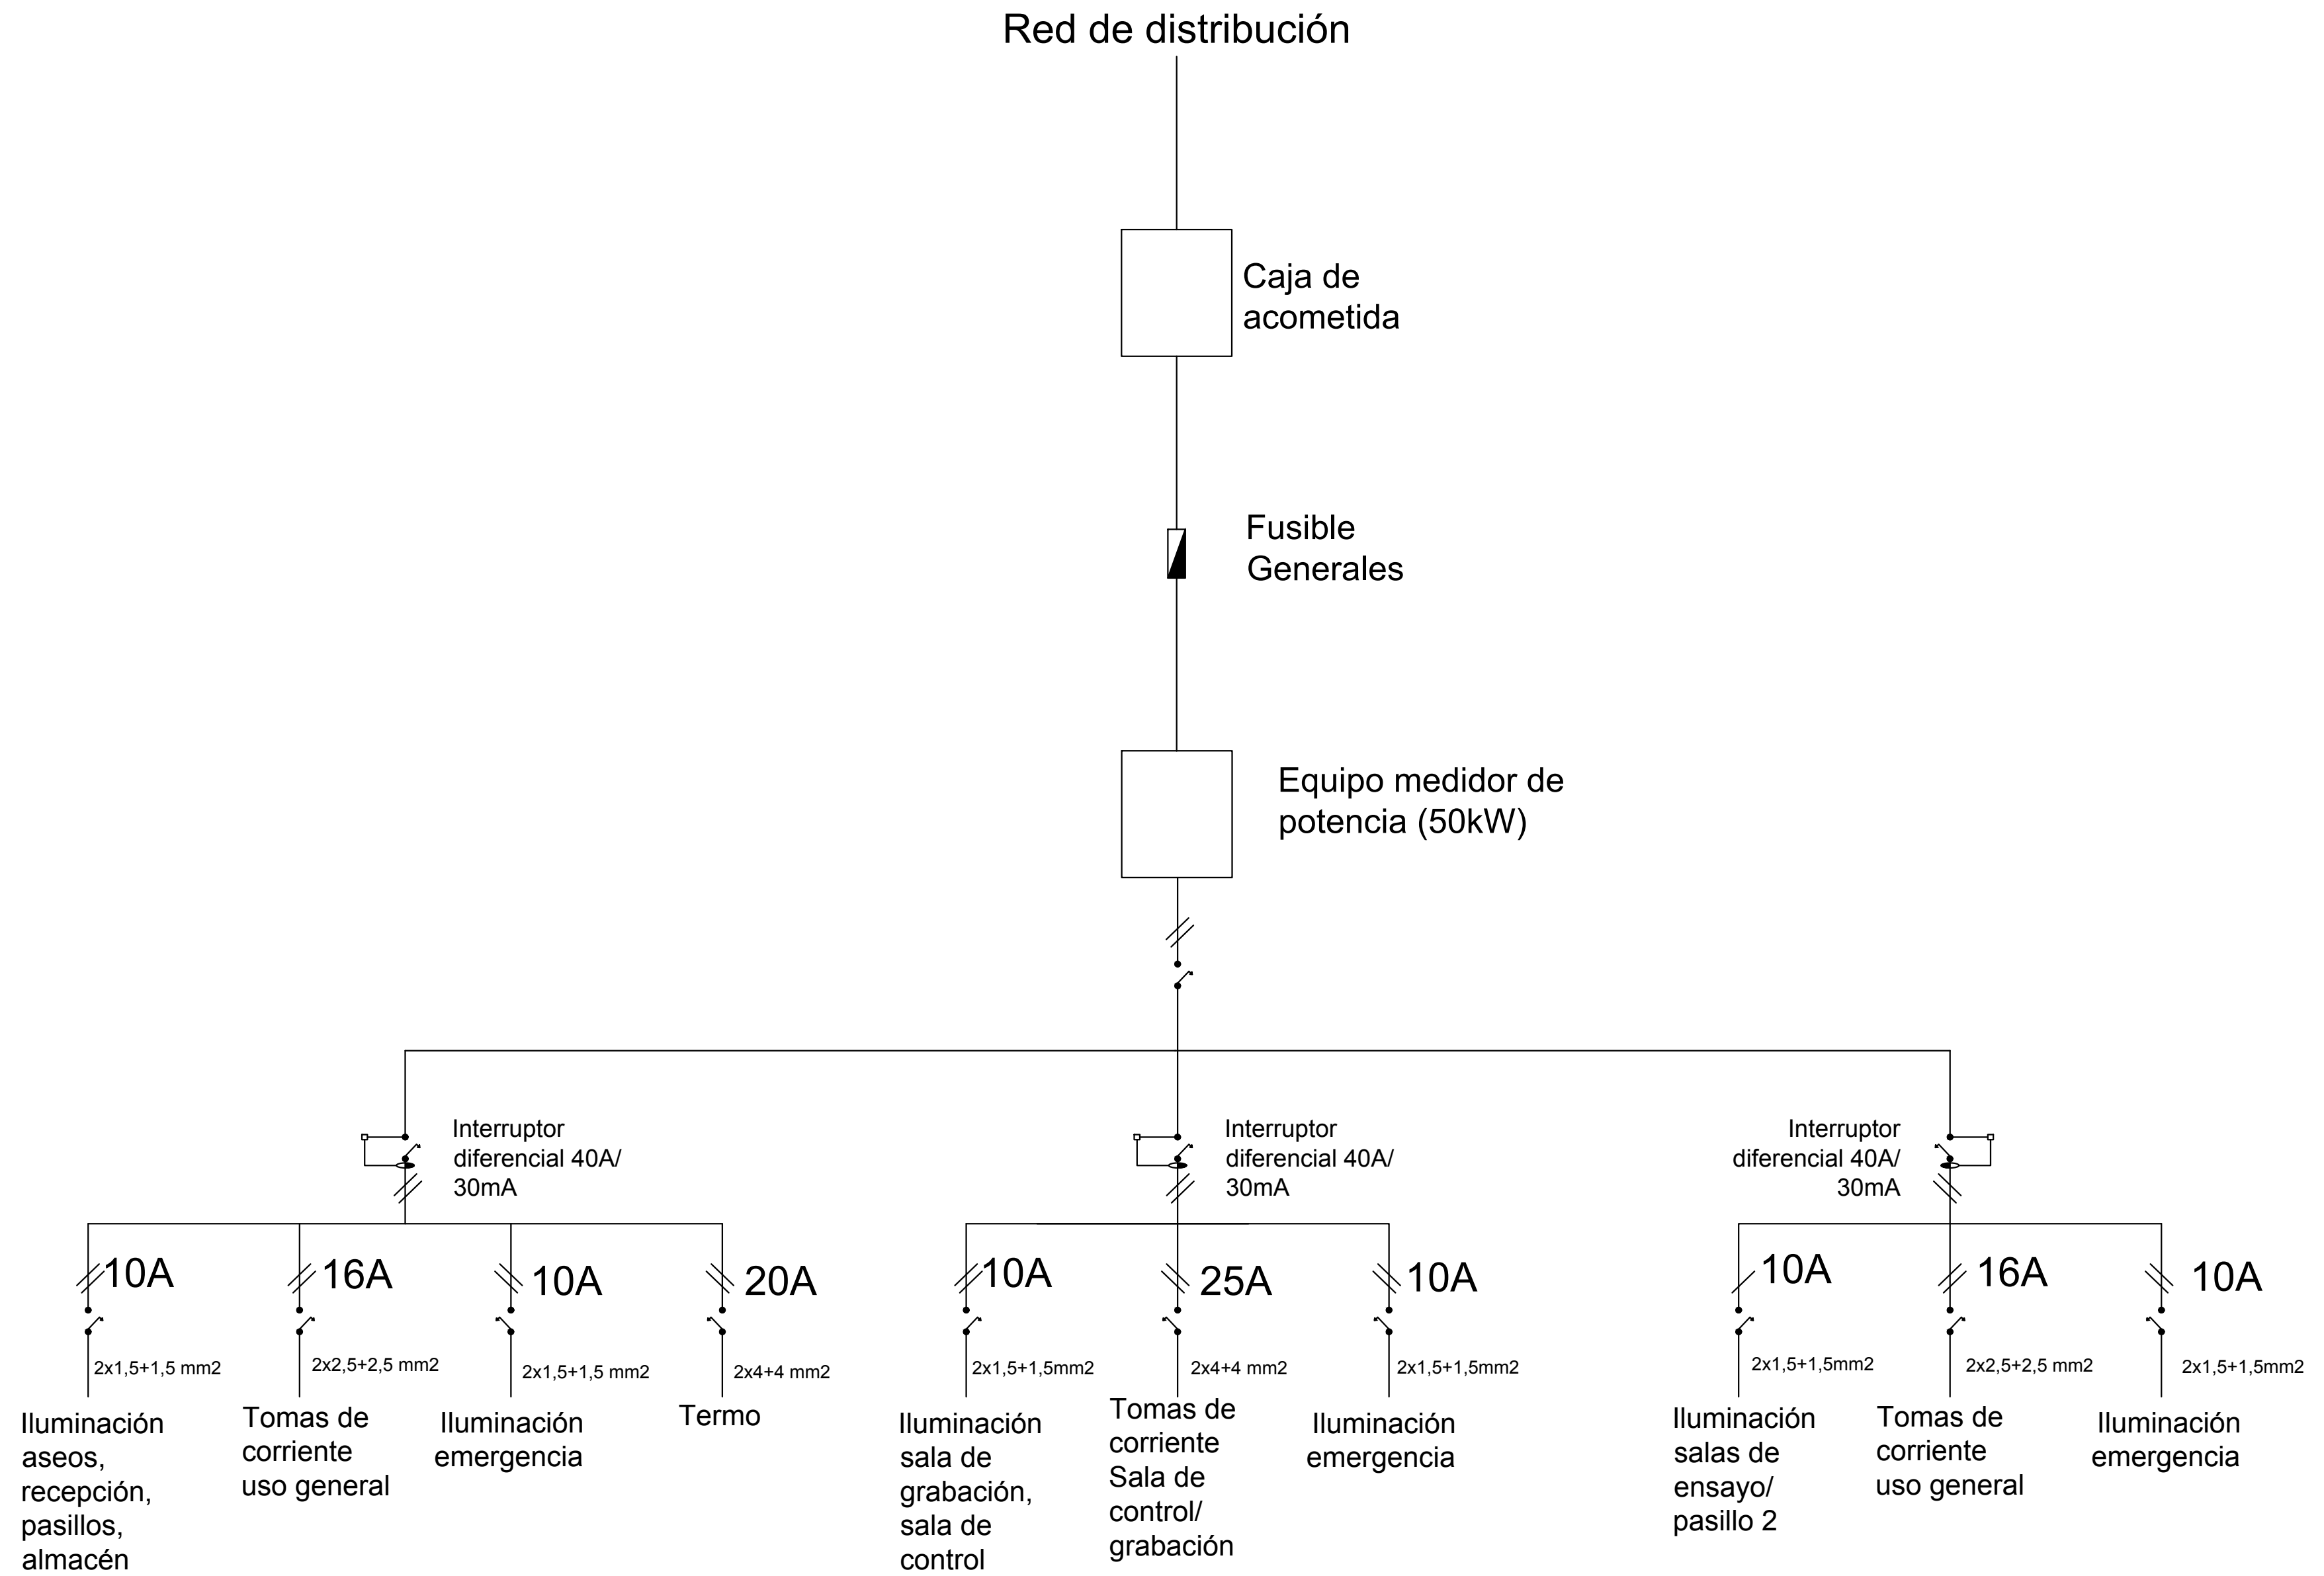 Red de distribución
Caja de
acometida
Fusible
Generales
Equipo medidor de
potencia (50kW)
Interruptor
diferencial 40A/
30mA
Interruptor
diferencial 40A/
30mA
Interruptor
diferencial 40A/
30mA
10A
16A
10A
20A
10A
25A
10A
10A
16A
10A
2x1,5+1,5 mm2
2x2,5+2,5 mm2
2x1,5+1,5 mm2
2x4+4 mm2
2x1,5+1,5mm2
2x4+4 mm2
2x1,5+1,5mm2
2x1,5+1,5mm2
2x2,5+2,5 mm2
2x1,5+1,5mm2
Iluminación
aseos,
recepción,
pasillos,
almacén
Tomas de
corriente
uso general
Iluminación
emergencia
Termo
Iluminación
sala de
grabación,
sala de
control
Tomas de
corriente
Sala de
control/
grabación
Iluminación
emergencia
Iluminación
salas de
ensayo/
pasillo 2
Tomas de
corriente
uso general
Iluminación
emergencia